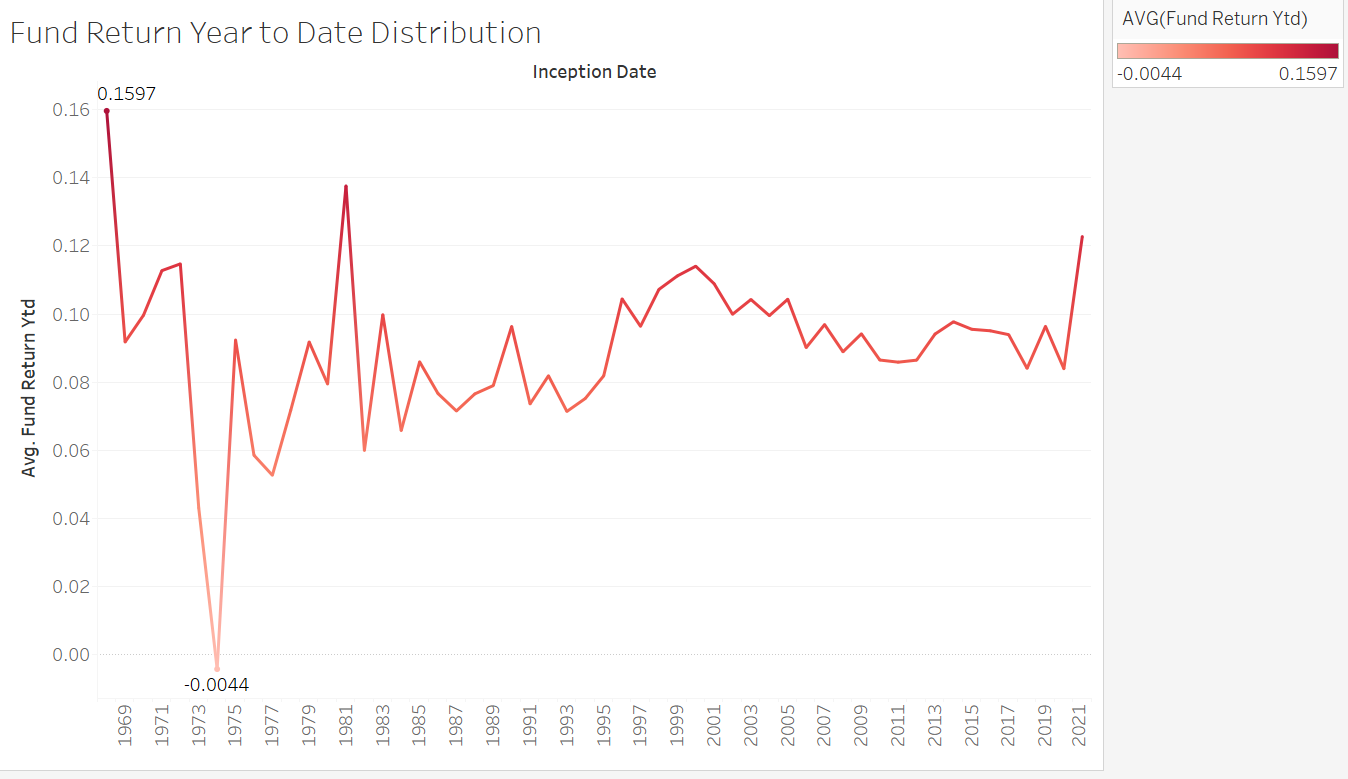 Fund Return Year to Date Distribution
Inception Date
AVG(Fund Return Ytd)
-0.0044 0.1597
0.1597
0.16
0.14
0.12
0.10
0.08
0.06
0.04
0.02
0.00
Avg. Fund Return Ytd
-0.0044
1969 1971 1973 1975 1977 1979 1981 1983 1985 1987 1989 1991 1993 1995 1997 1999 2001 2003 2005 2007 2009 2011 2013 2015 2017 2019 2021